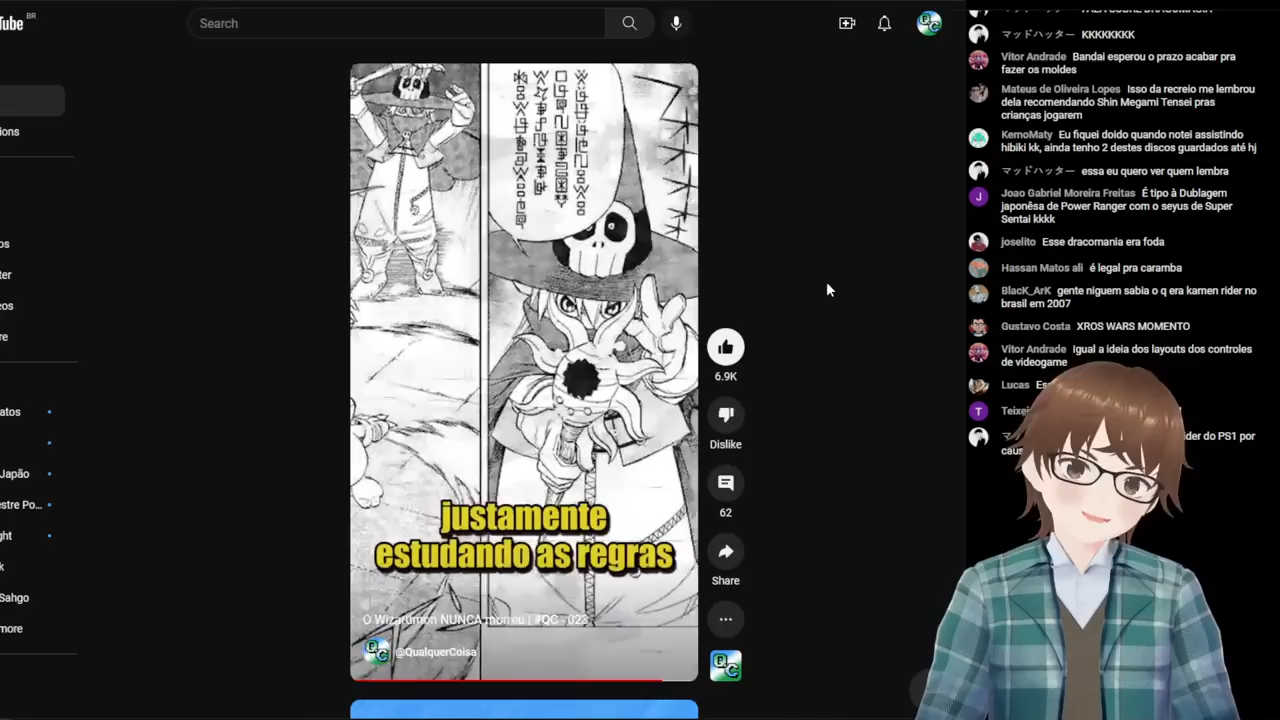 Tube BR
Search
ions
os
ter
eos
re
atos
Japão
estre Po...
ght
k
Sahgo
more
justamente
estudando as regras
O Wizardmon NUNCA morreu | #QC - 023
@QualquerCoisa
6.9K
Dislike
62
Share
マッドハッター KKKKKKKK
Vitor Andrade Bandai esperou o prazo acabar pra
fazer os moldes
Mateus de Oliveira Lopes Isso da recreio me lembrou
dela recomendando Shin Megami Tensei pras
crianças jogarem
KemoMaty Eu fiquei doido quando notei assistindo
hibiki kk, ainda tenho 2 destes discos guardados até hj
マッドハッター essa eu quero ver quem lembra
Joao Gabriel Moreira Freitas É tipo à Dublagem
japonêsa de Power Ranger com o seyus de Super
Sentai kkkk
joselito Esse dracomania era foda
Hassan Matos ali é legal pra caramba
BlacK_ArK gente niguem sabia o q era kamen rider no
brasil em 2007
Gustavo Costa XROS WARS MOMENTO
Vitor Andrade Igual a ideia dos layouts dos controles
de videogame
Lucas Es
Teixe
ider do PS1 por
caus